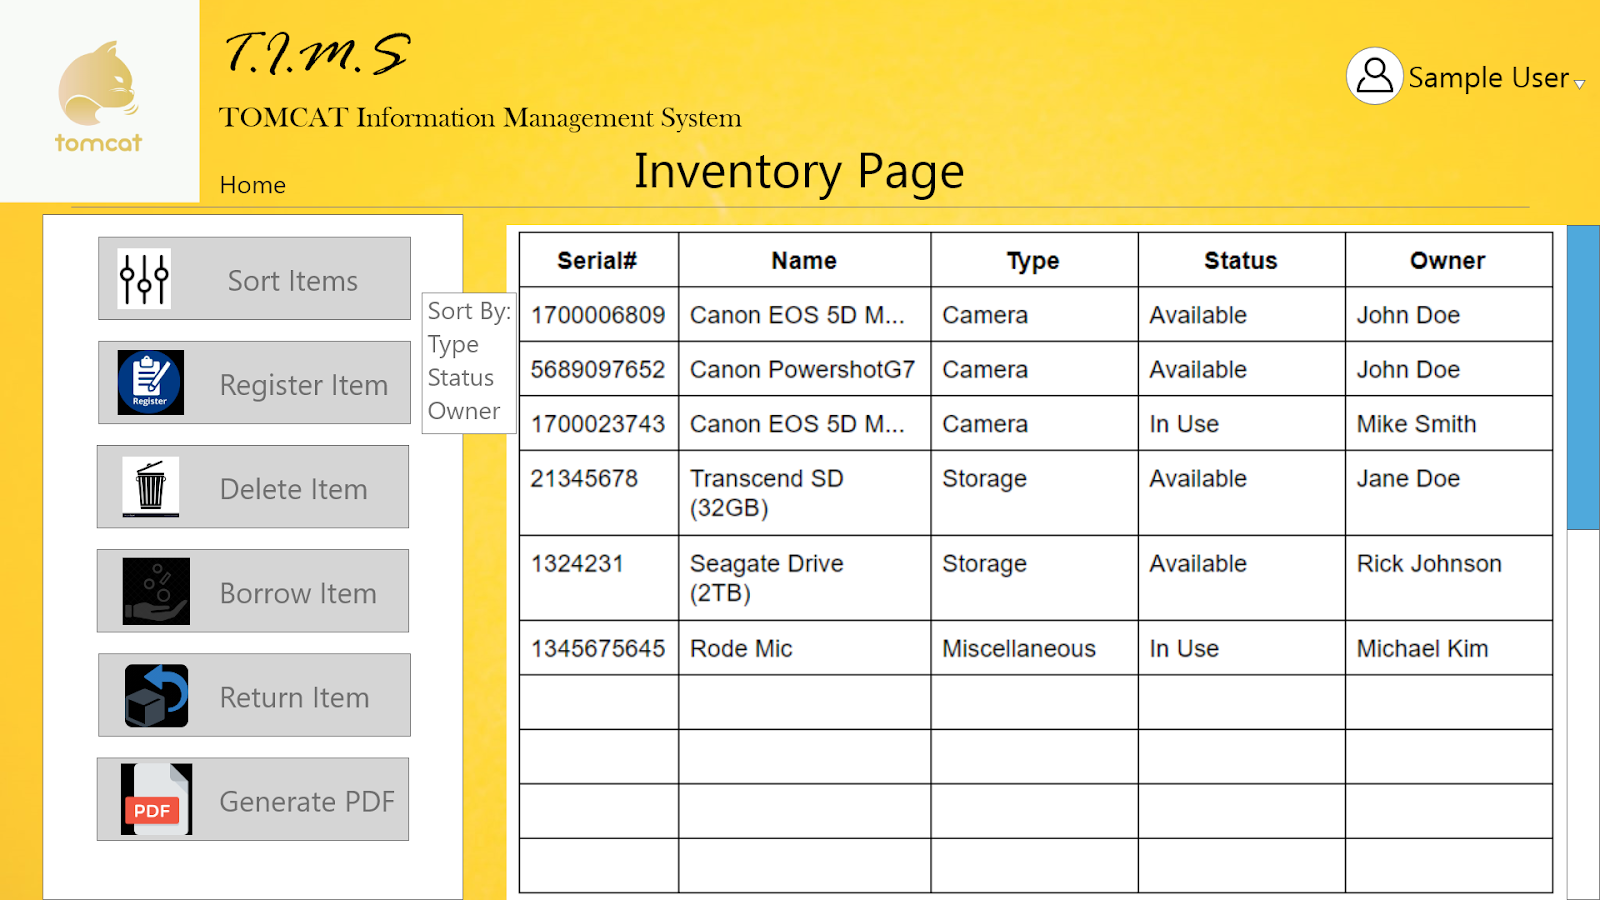 tomcat
T.I.M.S
TOMCAT Information Management System
Sample User
Home
Inventory Page
Sort Items
Register
Register Item
Delete Item
Borrow Item
Return Item
PDF
Generate PDF
Sort By:
Type
Status
Owner
Serial# Name Type Status Owner
1700006809 Canon EOS 5D M... Camera Available John Doe
5689097652 Canon PowershotG7 Camera Available John Doe
1700023743 Canon EOS 5D M... Camera In Use Mike Smith
21345678 Transcend SD Storage Available Jane Doe
(32GB)
1324231 Seagate Drive Storage Available Rick Johnson
(2TB)
1345675645 Rode Mic Miscellaneous In Use Michael Kim